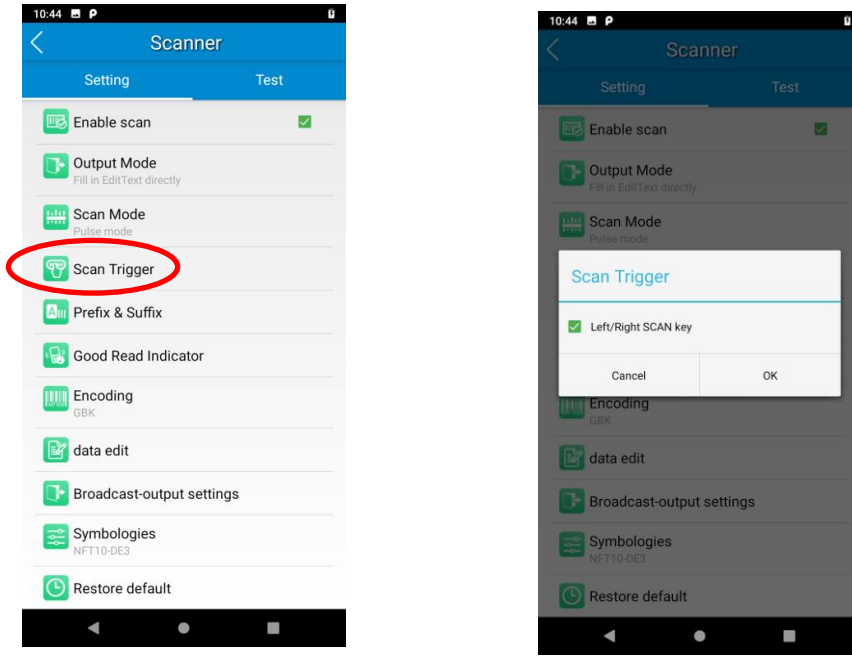 10:44
Scanner
Setting Test
Enable scan
Output Mode
Fill in EditText directly
Scan Mode
Pulse mode
Scan Trigger
Prefix & Suffix
Good Read Indicator
Encoding
GBK
data edit
Broadcast-output settings
Symbologies
NFT10-DE3
Restore default
10:44
Scanner
Setting Test
Enable scan
Output Mode
Fill in EditText directly
Scan Mode
Pulse mode
Scan Trigger
Left/Right SCAN key
Cancel OK
Encoding
GBK
data edit
Broadcast-output settings
Symbologies
NFT10-DE3
Restore default